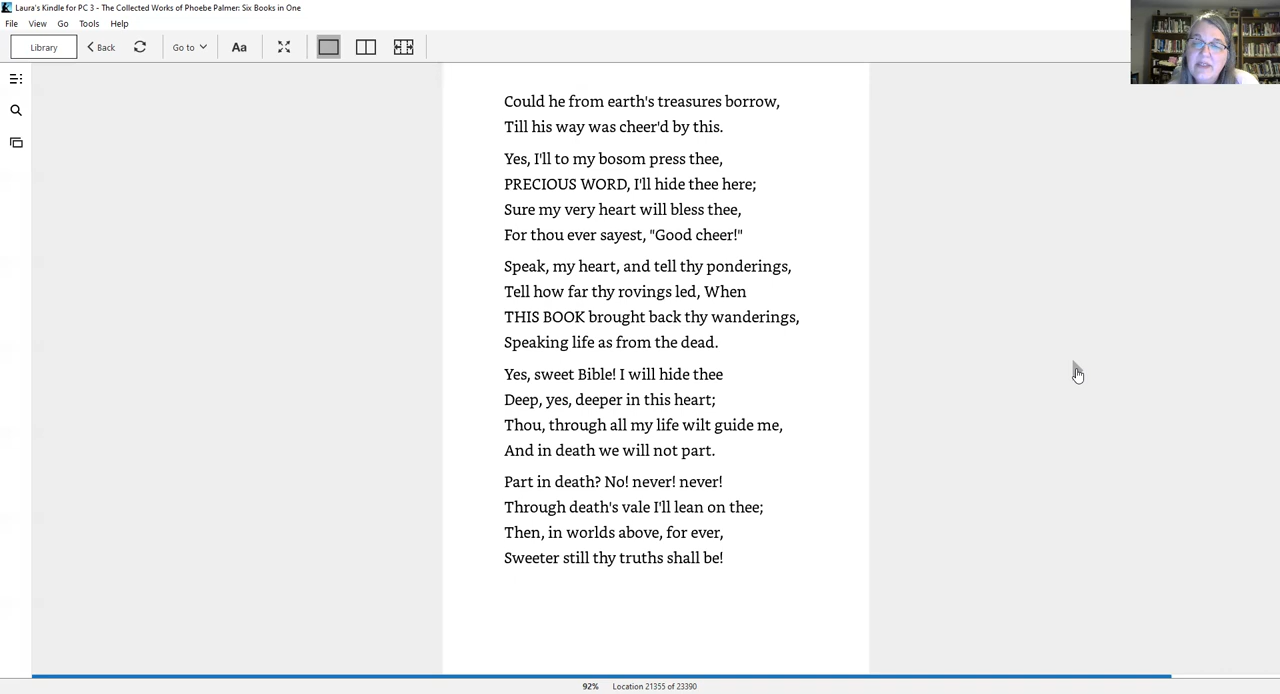 Laura's Kindle for PC 3 - The Collected Works of Phoebe Palmer: Six Books in One
File View Go Tools Help
Library Back Go to Aa
Could he from earth's treasures borrow,
Till his way was cheer'd by this.
Yes, I'll to my bosom press thee,
PRECIOUS WORD, I'll hide thee here;
Sure my very heart will bless thee,
For thou ever sayest, "Good cheer!"
Speak, my heart, and tell thy ponderings,
Tell how far thy rovings led, When
THIS BOOK brought back thy wanderings,
Speaking life as from the dead.
Yes, sweet Bible! I will hide thee
Deep, yes, deeper in this heart;
Thou, through all my life wilt guide me,
And in death we will not part.
Part in death? No! never! never!
Through death's vale I'll lean on thee;
Then, in worlds above, for ever,
Sweeter still thy truths shall be!
92% Location 21355 of 23390